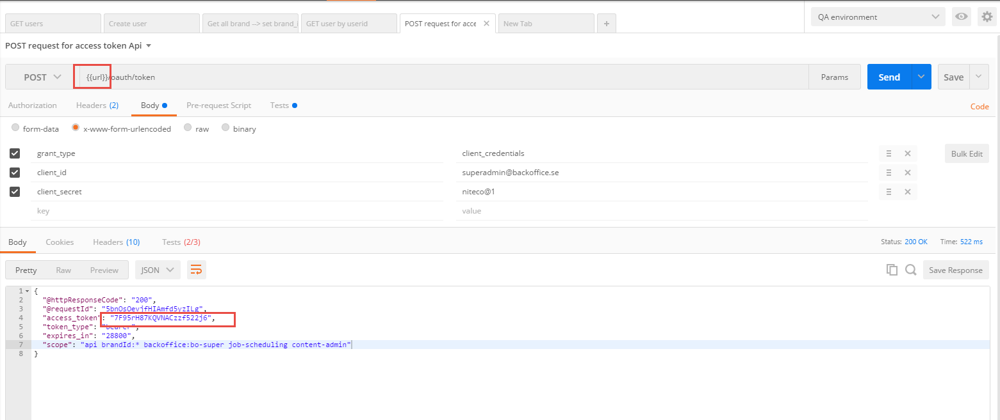 GET users
Create user
Get all brand --> set brand_i
GET user by userid
POST request for acce
New Tab
QA environment
POST request for access token Api
POST
{{url}}/oauth/token
Params
Send
Save
Authorization
Headers (2)
Body
Pre-request Script
Tests
Code
form-data
x-www-form-urlencoded
raw
binary
grant_type
client_credentials
Bulk Edit
client_id
superadmin@backoffice.se
client_secret
niteco@1
key
value
Body
Cookies
Headers (10)
Tests (2/3)
Status: 200 OK
Time: 522 ms
Pretty
Raw
Preview
JSON
Save Response
1 {
2 "@httpResponseCode": "200",
3 "@requestId": "5bnOsOevjfHIAmfd5yzILg",
4 "access_token": "7F95rH87KQVNACzzf522j6",
5 "token_type": "bearer",
6 "expires_in": "28800",
7 "scope": "api brandId:* backoffice:bo-super job-scheduling content-admin"
8 }